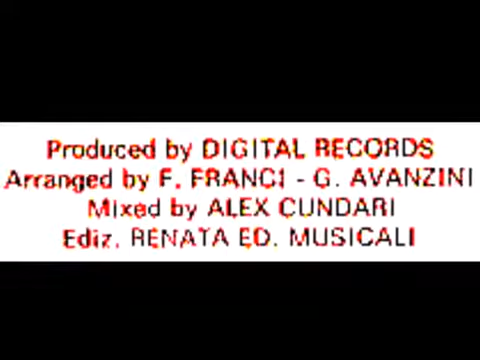 Produced by DIGITAL RECORDS
Arranged by F. FRANCI - G. AVANZINI
Mixed by ALEX CUNDARI
Ediz. RENATA ED. MUSICALI